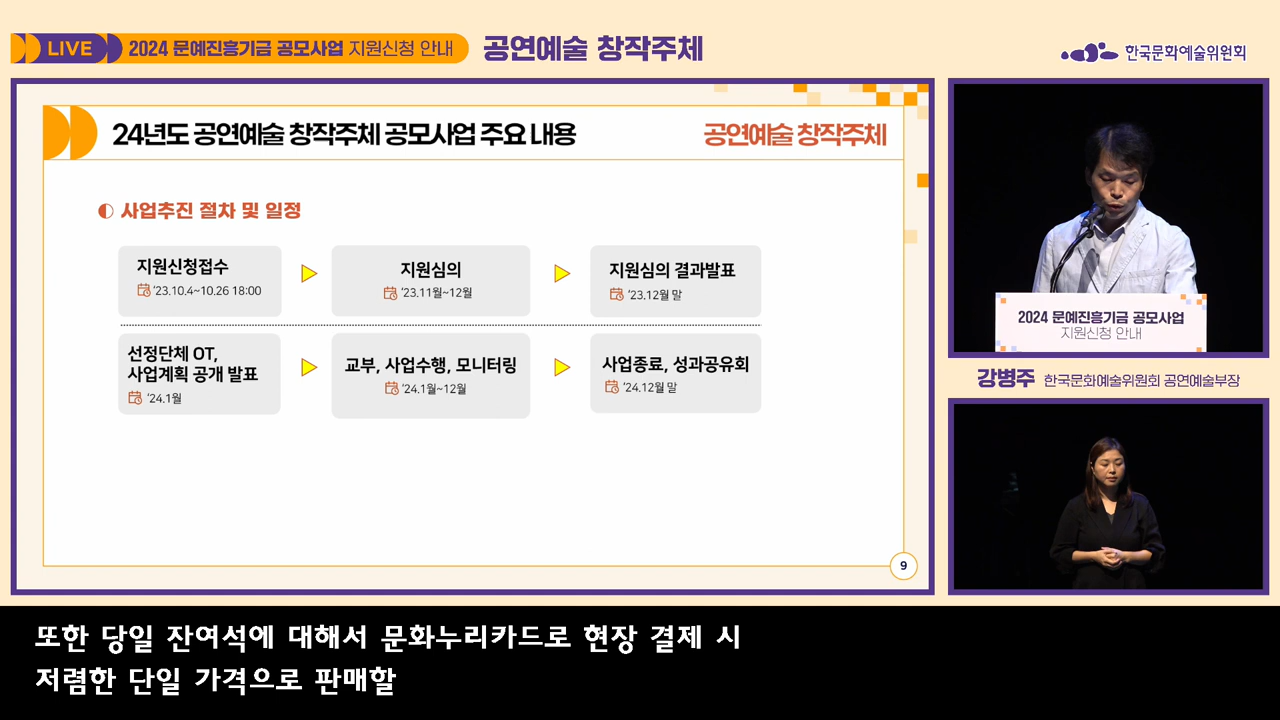 LIVE 2024 문예진흥기금 공모사업 지원신청 안내 공연예술 창작주체
한국문화예술위원회
24년도 공연예술 창작주체 공모사업 주요 내용
공연예술 창작주체
사업추진 절차 및 일정
지원신청접수
'23.10.4~10.26 18:00
지원심의
'23.11월~12월
지원심의 결과발표
'23.12월 말
선정단체 OT,
사업계획 공개 발표
'24.1월
교부, 사업수행, 모니터링
'24.1월~12월
사업종료, 성과공유회
'24.12월 말
9
2024 문예진흥기금 공모사업
지원신청 안내
강병주 한국문화예술위원회 공연예술부장
또한 당일 잔여석에 대해서 문화누리카드로 현장 결제 시
저렴한 단일 가격으로 판매할